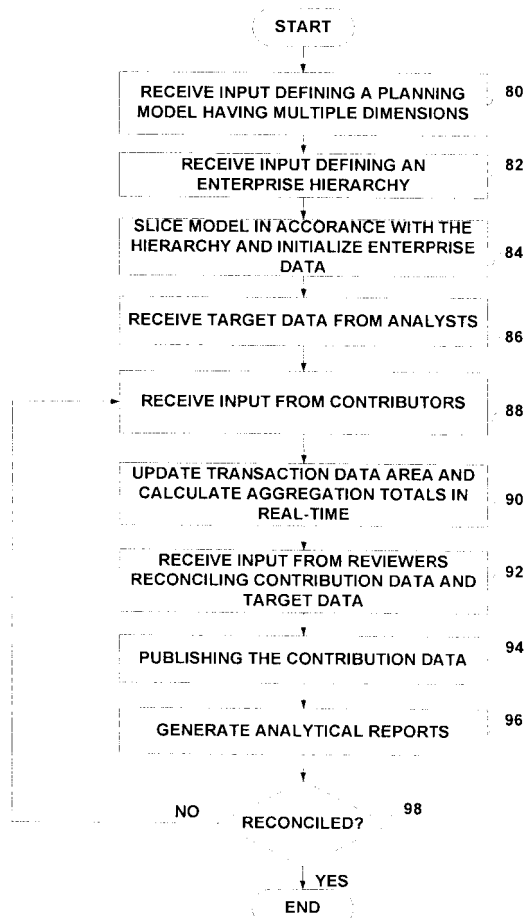 START
RECEIVE INPUT DEFINING A PLANNING
MODEL HAVING MULTIPLE DIMENSIONS
80
RECEIVE INPUT DEFINING AN
ENTERPRISE HIERARCHY
82
SLICE MODEL IN ACCORANCE WITH THE
HIERARCHY AND INITIALIZE ENTERPRISE
DATA
84
RECEIVE TARGET DATA FROM ANALYSTS
86
RECEIVE INPUT FROM CONTRIBUTORS
88
UPDATE TRANSACTION DATA AREA AND
CALCULATE AGGREGATION TOTALS IN
REAL-TIME
90
RECEIVE INPUT FROM REVIEWERS
RECONCILING CONTRIBUTION DATA AND
TARGET DATA
92
PUBLISHING THE CONTRIBUTION DATA
94
GENERATE ANALYTICAL REPORTS
96
NO
RECONCILED?
98
YES
END